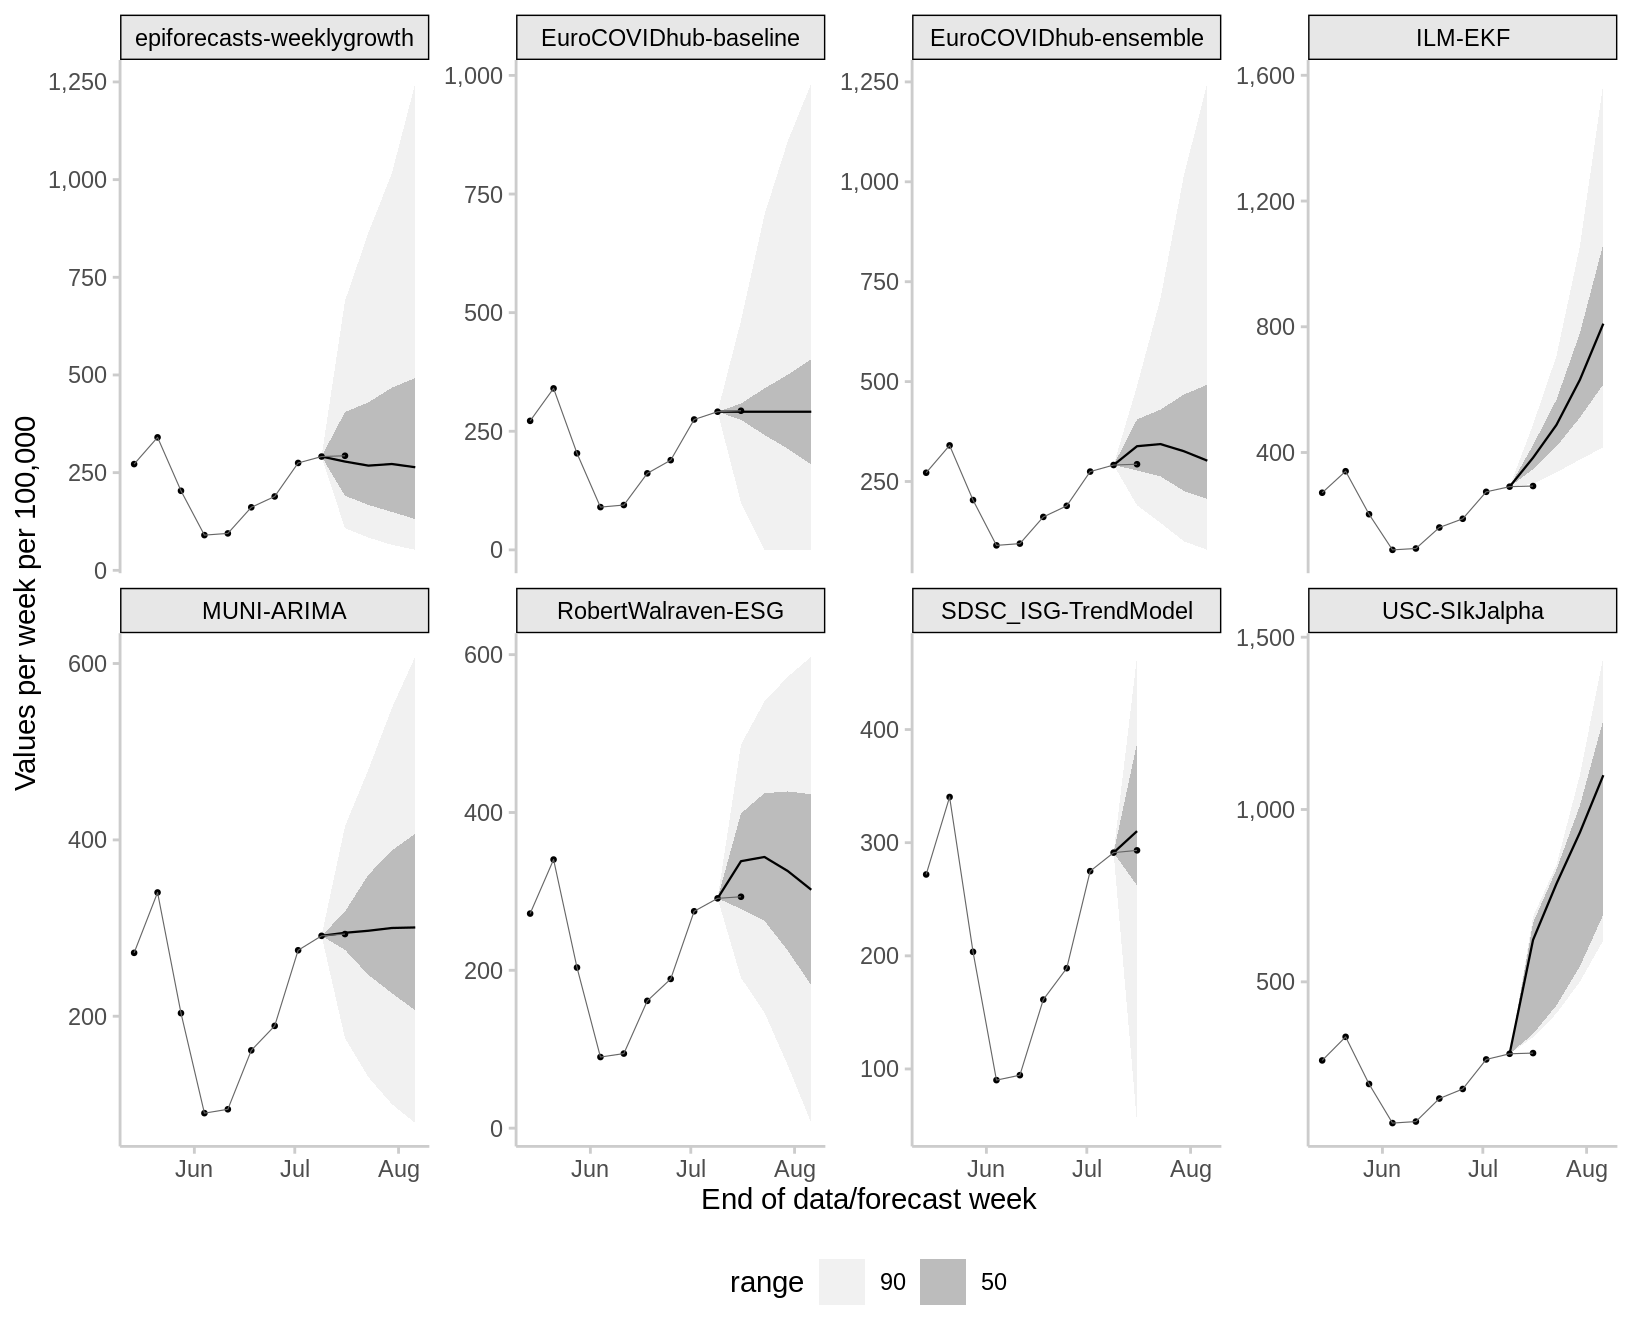 epiforecasts-weeklygrowth
EuroCOVIDhub-baseline
EuroCOVIDhub-ensemble
ILM-EKF
1,250
1,000
750
500
250
0
1,000
750
500
250
0
1,250
1,000
750
500
250
1,600
1,200
800
400
Values per week per 100,000
MUNI-ARIMA
RobertWalraven-ESG
SDSC_ISG-TrendModel
USC-SIkJalpha
600
400
200
600
400
200
0
400
300
200
100
1,500
1,000
500
Jun Jul Aug
Jun Jul Aug
Jun Jul Aug
Jun Jul Aug
End of data/forecast week
range 90 50